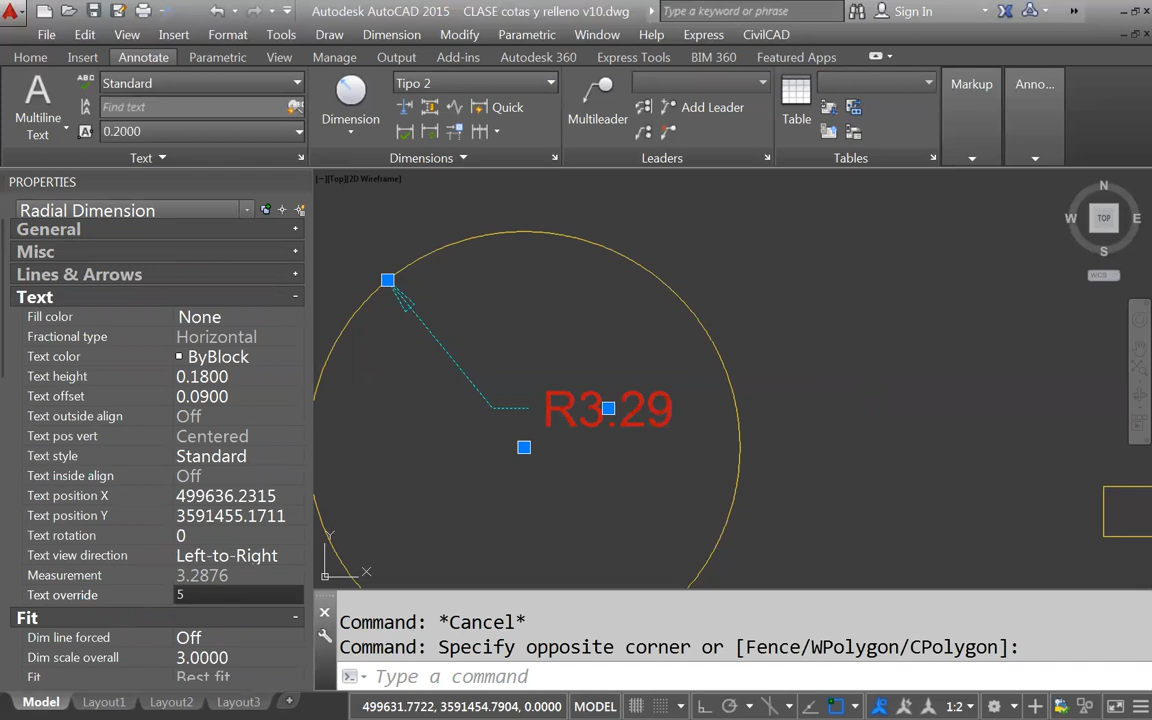 Autodesk AutoCAD 2015 CLASE cotas y relleno v10.dwg
Type a keyword or phrase
Sign In
File Edit View Insert Format Tools Draw Dimension Modify Parametric Window Help Express CivilCAD
Home Insert Annotate Parametric View Manage Output Add-ins Autodesk 360 Express Tools BIM 360 Featured Apps
A
Multiline
Text
ABC
Standard
Find text
0.2000
Text
Dimension
Tipo 2
Quick
Dimensions
Multileader
Add Leader
Leaders
Table
Tables
Markup
Anno...
PROPERTIES
Radial Dimension
General
Misc
Lines & Arrows
Text
Fill color None
Fractional type Horizontal
Text color ByBlock
Text height 0.1800
Text offset 0.0900
Text outside align Off
Text pos vert Centered
Text style Standard
Text inside align Off
Text position X 499636.2315
Text position Y 3591455.1711
Text rotation 0
Text view direction Left-to-Right
Measurement 3.2876
Text override 5
Fit
Dim line forced Off
Dim scale overall 3.0000
Fit Best fit
[−][Top][2D Wireframe]
N
W TOP E
S
WCS
R3.29
Y
X
Command: *Cancel*
Command: Specify opposite corner or [Fence/WPolygon/CPolygon]:
Type a command
Model Layout1 Layout2 Layout3 +
499631.7722, 3591454.7904, 0.0000 MODEL
1:2